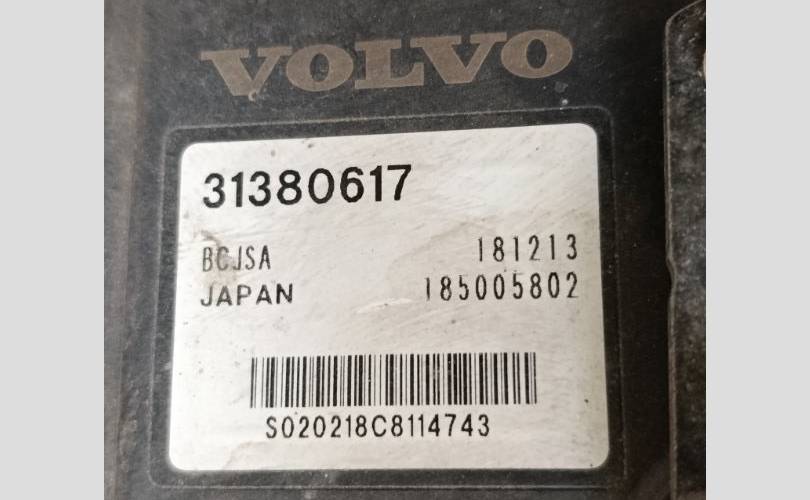 VOLVO
31380617
BCJSA 181213
JAPAN 185005802
S020218C8114743